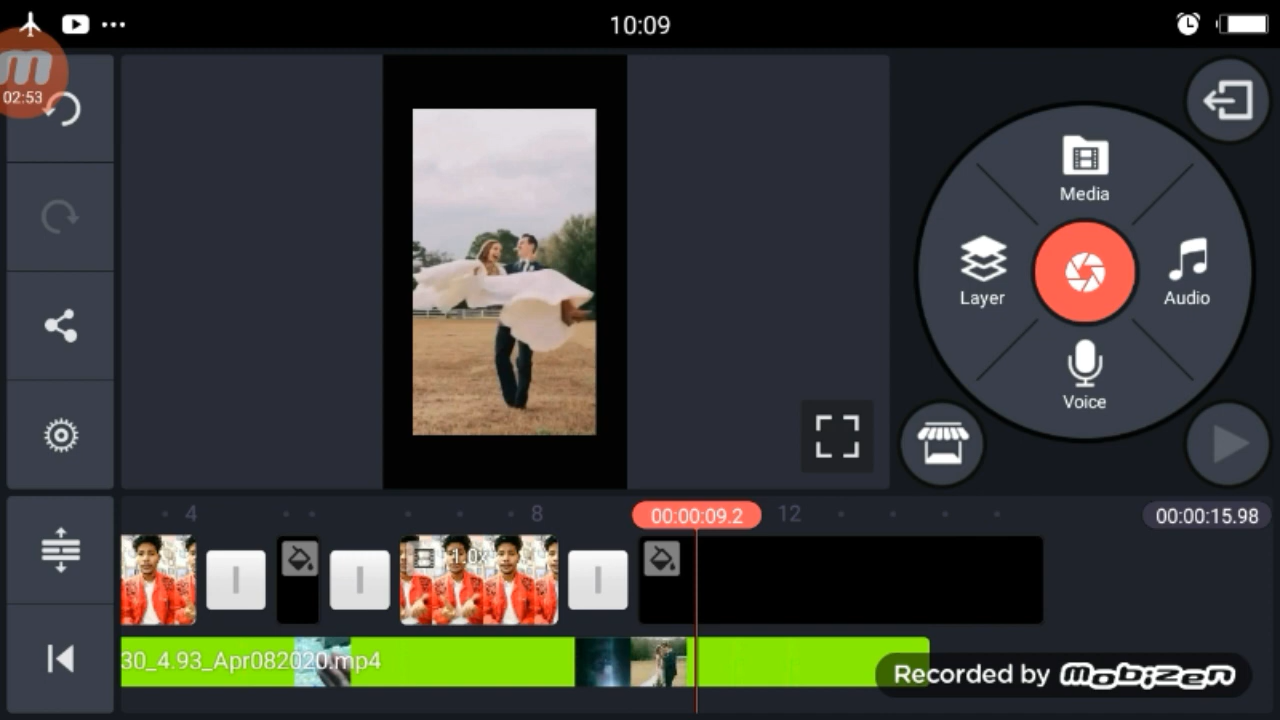 10:09
02:53
Media
Layer
Audio
Voice
4
8
00:00:09.2
12
00:00:15.98
1.0x
30_4.93_Apr082020.mp4
Recorded by mobizen